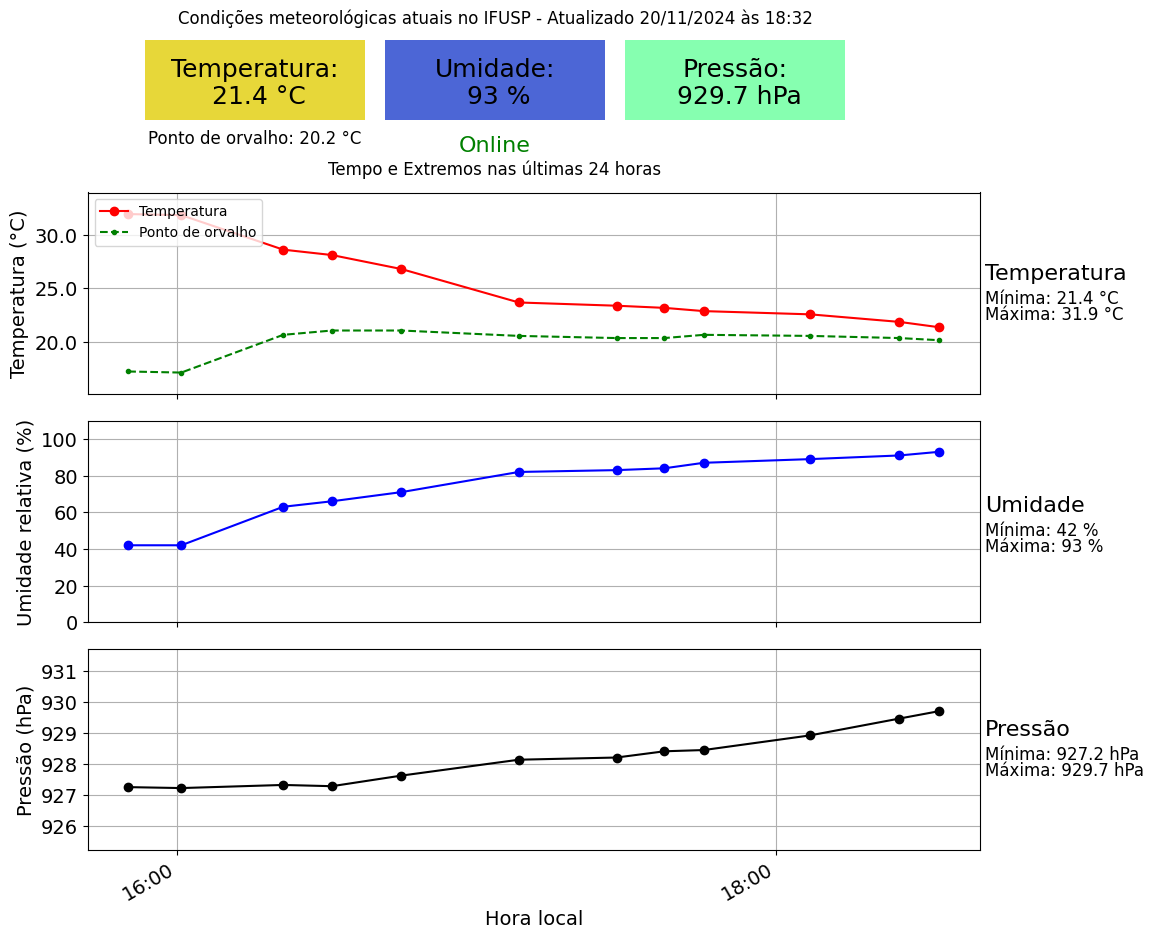 Condições meteorológicas atuais no IFUSP - Atualizado 20/11/2024 às 18:32
Temperatura:
21.4 °C
Umidade:
93 %
Pressão:
929.7 hPa
Ponto de orvalho: 20.2 °C
Online
Tempo e Extremos nas últimas 24 horas
Temperatura (°C)
30.0
25.0
20.0
Temperatura
Ponto de orvalho
Temperatura
Mínima: 21.4 °C
Máxima: 31.9 °C
Umidade relativa (%)
100
80
60
40
20
0
Umidade
Mínima: 42 %
Máxima: 93 %
Pressão (hPa)
931
930
929
928
927
926
Pressão
Mínima: 927.2 hPa
Máxima: 929.7 hPa
16:00
18:00
Hora local